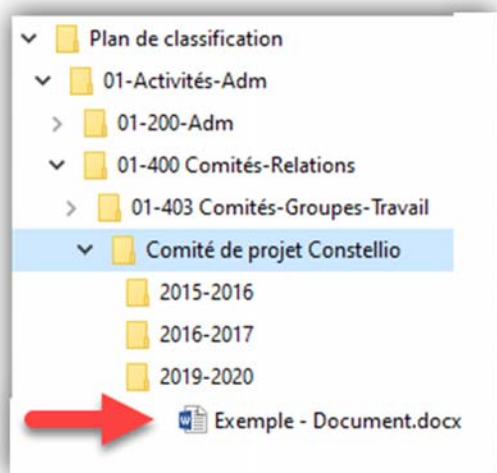 Plan de classification
01-Activités-Adm
01-200-Adm
01-400 Comités-Relations
01-403 Comités-Groupes-Travail
Comité de projet Constellio
2015-2016
2016-2017
2019-2020
Exemple - Document.docx